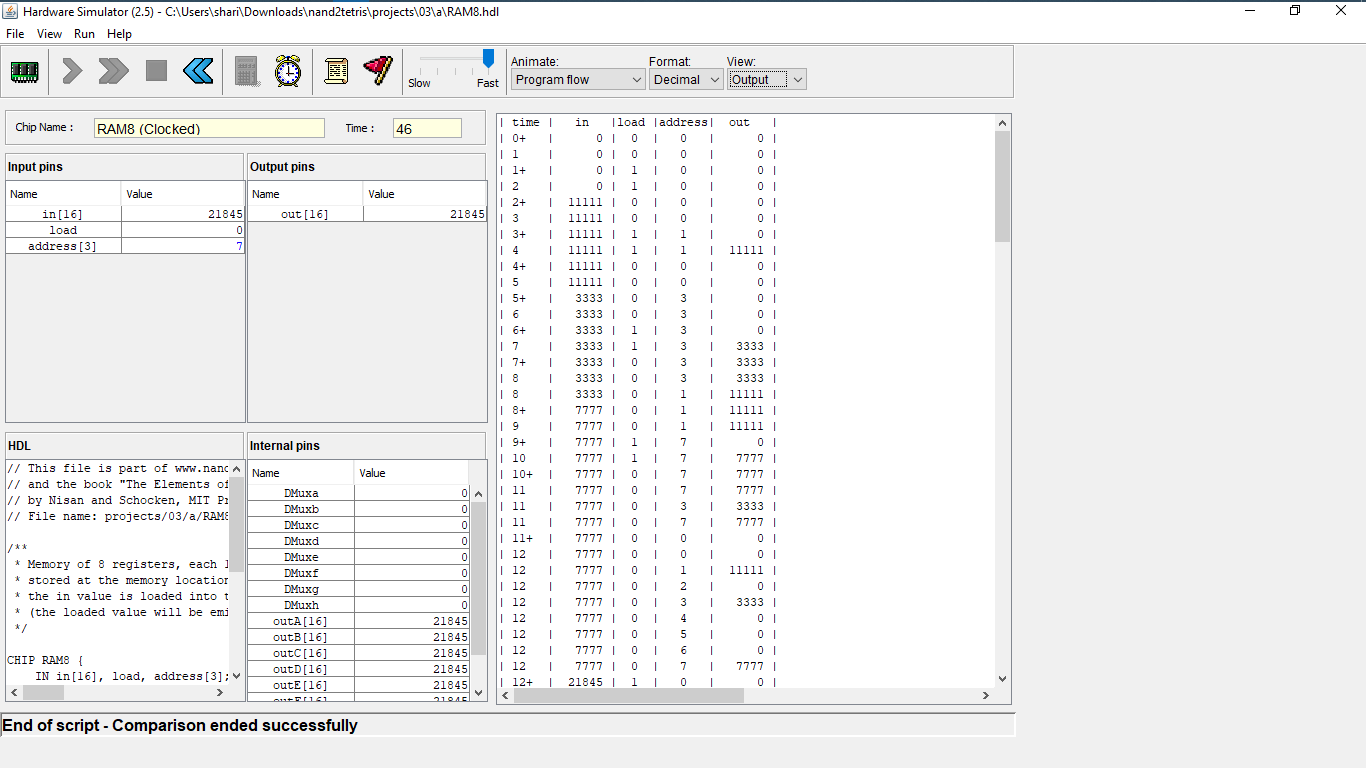 Hardware Simulator (2.5) - C:\Users\shari\Downloads\nand2tetris\projects\03\a\RAM8.hdl
File View Run Help
Slow Fast
Animate: Format: View:
Program flow Decimal Output
Chip Name : RAM8 (Clocked) Time : 46
Input pins
Name Value
in[16] 21845
load 0
address[3] 7
Output pins
Name Value
out[16] 21845
HDL
// This file is part of www.nand
// and the book "The Elements of
// by Nisan and Schocken, MIT Pr
// File name: projects/03/a/RAM8
/**
* Memory of 8 registers, each 1
* stored at the memory location
* the in value is loaded into t
* (the loaded value will be emi
*/
CHIP RAM8 {
IN in[16], load, address[3];
Internal pins
Name Value
DMuxa 0
DMuxb 0
DMuxc 0
DMuxd 0
DMuxe 0
DMuxf 0
DMuxg 0
DMuxh 0
outA[16] 21845
outB[16] 21845
outC[16] 21845
outD[16] 21845
outE[16] 21845
| time | in |load |address| out |
| 0+ | 0 | 0 | 0 | 0 |
| 1 | 0 | 0 | 0 | 0 |
| 1+ | 0 | 1 | 0 | 0 |
| 2 | 0 | 1 | 0 | 0 |
| 2+ | 11111 | 0 | 0 | 0 |
| 3 | 11111 | 0 | 0 | 0 |
| 3+ | 11111 | 1 | 1 | 0 |
| 4 | 11111 | 1 | 1 | 11111 |
| 4+ | 11111 | 0 | 0 | 0 |
| 5 | 11111 | 0 | 0 | 0 |
| 5+ | 3333 | 0 | 3 | 0 |
| 6 | 3333 | 0 | 3 | 0 |
| 6+ | 3333 | 1 | 3 | 0 |
| 7 | 3333 | 1 | 3 | 3333 |
| 7+ | 3333 | 0 | 3 | 3333 |
| 8 | 3333 | 0 | 3 | 3333 |
| 8 | 3333 | 0 | 1 | 11111 |
| 8+ | 7777 | 0 | 1 | 11111 |
| 9 | 7777 | 0 | 1 | 11111 |
| 9+ | 7777 | 1 | 7 | 0 |
| 10 | 7777 | 1 | 7 | 7777 |
| 10+ | 7777 | 0 | 7 | 7777 |
| 11 | 7777 | 0 | 7 | 7777 |
| 11 | 7777 | 0 | 3 | 3333 |
| 11 | 7777 | 0 | 7 | 7777 |
| 11+ | 7777 | 0 | 0 | 0 |
| 12 | 7777 | 0 | 0 | 0 |
| 12 | 7777 | 0 | 1 | 11111 |
| 12 | 7777 | 0 | 2 | 0 |
| 12 | 7777 | 0 | 3 | 3333 |
| 12 | 7777 | 0 | 4 | 0 |
| 12 | 7777 | 0 | 5 | 0 |
| 12 | 7777 | 0 | 6 | 0 |
| 12 | 7777 | 0 | 7 | 7777 |
| 12+ | 21845 | 1 | 0 | 0 |
End of script - Comparison ended successfully